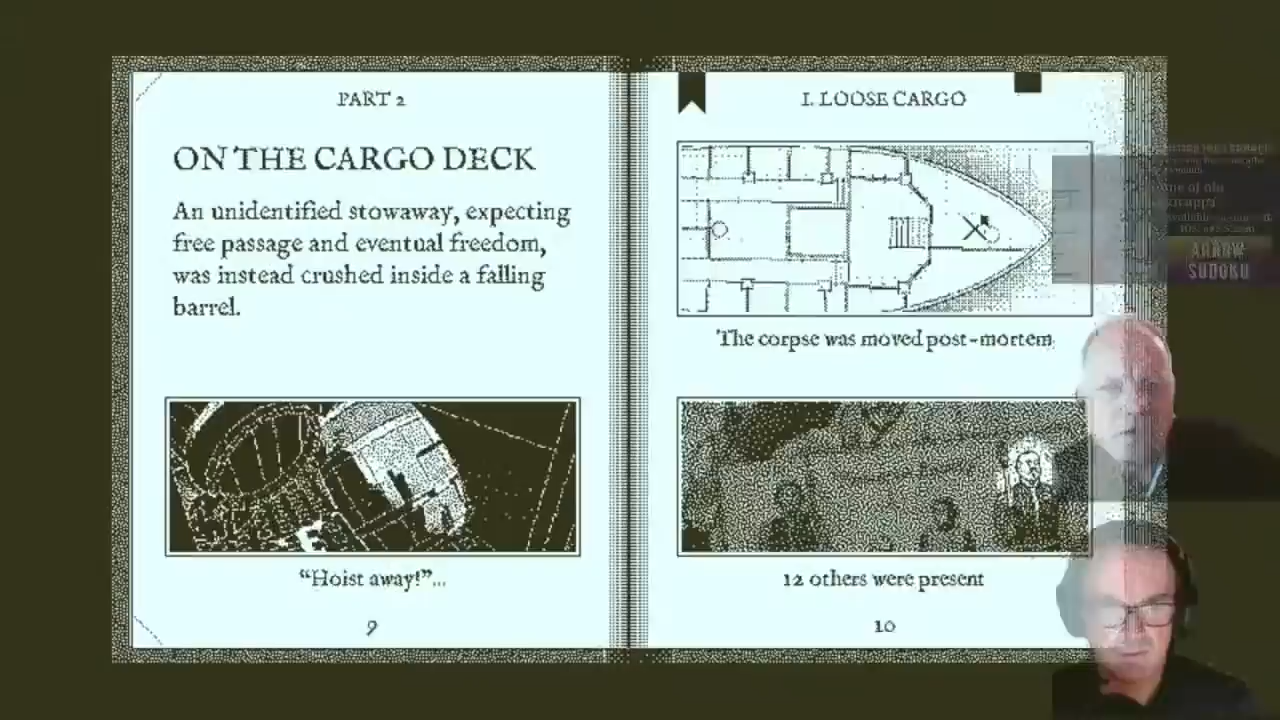 PART 2
ON THE CARGO DECK
An unidentified stowaway, expecting
free passage and eventual freedom,
was instead crushed inside a falling
barrel.
"Hoist away!"...
9
I. LOOSE CARGO
The corpse was moved post-mortem
12 others were present
10
ARROW
SUDOKU